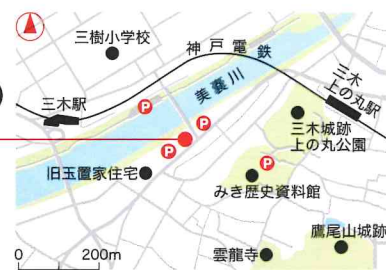 三樹小学校
神戸電鉄
美嚢川
三木駅
三木
上の丸駅
P
P
P
三木城跡
上の丸公園
旧玉置家住宅
P
みき歴史資料館
鷹尾山城跡
雲龍寺
0 200m